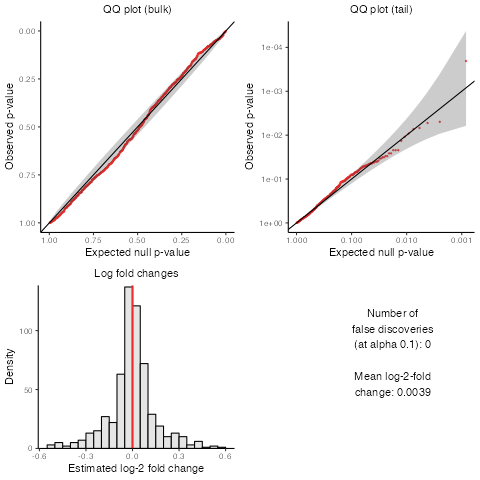 QQ plot (bulk)
Observed p-value
0.00
0.25
0.50
0.75
1.00
1.00
0.75
0.50
0.25
0.00
Expected null p-value
QQ plot (tail)
Observed p-value
1e-04
1e-03
1e-02
1e-01
1e+00
1.000
0.100
0.010
0.001
Expected null p-value
Log fold changes
Density
100
50
0
-0.6
-0.3
0.0
0.3
0.6
Estimated log-2 fold change
Number of
false discoveries
(at alpha 0.1): 0
Mean log-2-fold
change: 0.0039